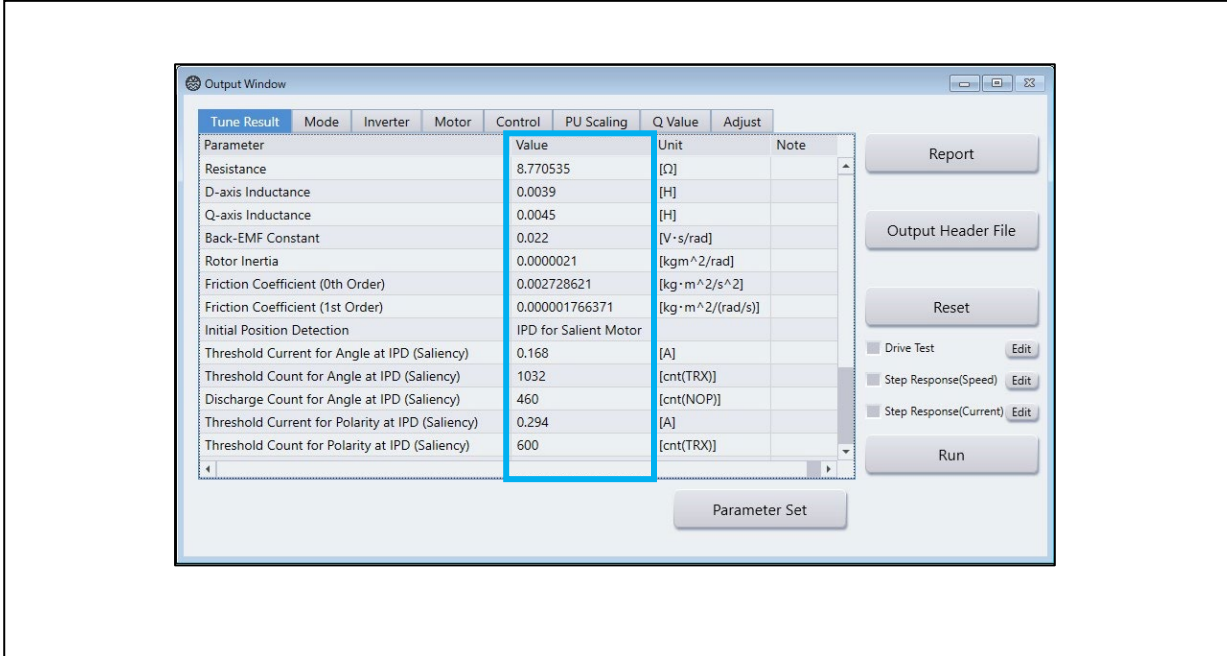 Output Window
Tune Result Mode Inverter Motor Control PU Scaling Q Value Adjust
Parameter Value Unit Note
Resistance 8.770535 [Ω]
D-axis Inductance 0.0039 [H]
Q-axis Inductance 0.0045 [H]
Back-EMF Constant 0.022 [V·s/rad]
Rotor Inertia 0.0000021 [kgm^2/rad]
Friction Coefficient (0th Order) 0.002728621 [kg·m^2/s^2]
Friction Coefficient (1st Order) 0.000001766371 [kg·m^2/(rad/s)]
Initial Position Detection IPD for Salient Motor
Threshold Current for Angle at IPD (Saliency) 0.168 [A]
Threshold Count for Angle at IPD (Saliency) 1032 [cnt(TRX)]
Discharge Count for Angle at IPD (Saliency) 460 [cnt(NOP)]
Threshold Current for Polarity at IPD (Saliency) 0.294 [A]
Threshold Count for Polarity at IPD (Saliency) 600 [cnt(TRX)]
Report
Output Header File
Reset
Drive Test Edit
Step Response(Speed) Edit
Step Response(Current) Edit
Run
Parameter Set